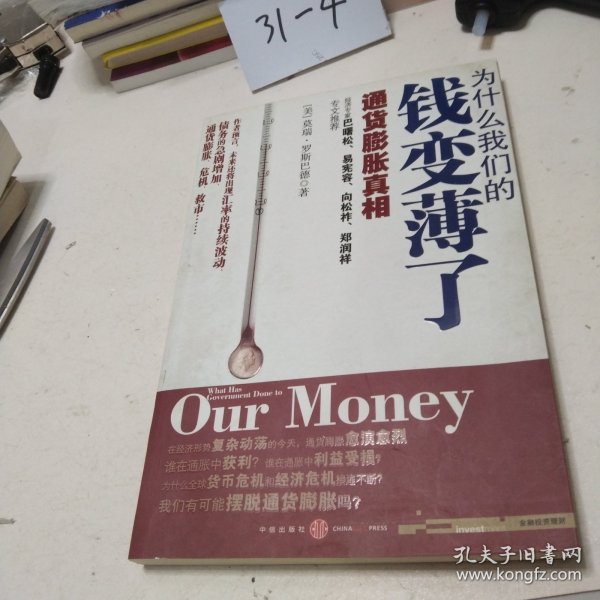 31-4
为什么我们的
钱变薄了
通货膨胀真相
经济专家
巴曙松、易宪容、向松祚、郑润祥
专文推荐
[美]莫瑞·罗斯巴德 著
作者预言，未来还将出现汇率的持续波动，
债务的急剧增加
通货膨胀 危机 救市……
What Has
Government Done to
Our Money
在经济形势复杂动荡的今天，通货膨胀愈演愈烈
谁在通胀中获利？谁在通胀中利益受损？
为什么全球货币危机和经济危机接连不断？
我们有可能摆脱通货膨胀吗？
中信出版社
CHINA
PRESS
invest
金融投资理财
孔夫子旧书网
www.kongfz.com